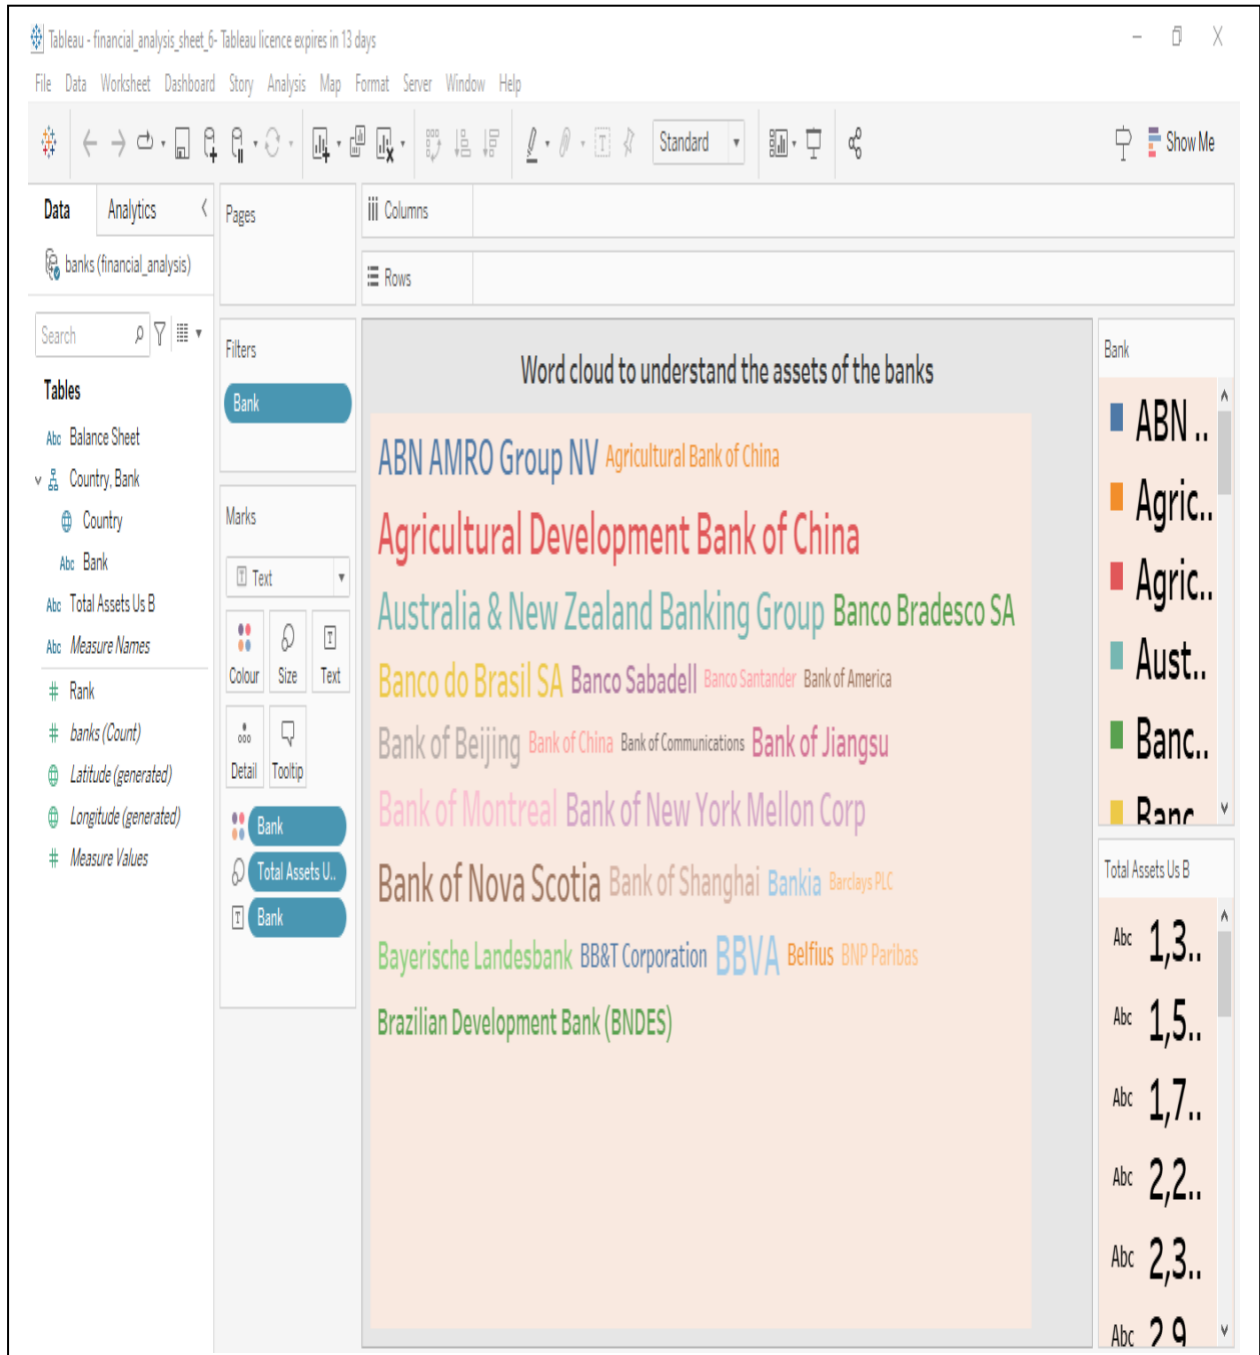 Tableau - financial_analysis_sheet_6- Tableau licence expires in 13 days
File Data Worksheet Dashboard Story Analysis Map Format Server Window Help
Standard
Show Me
Data Analytics
banks (financial_analysis)
Search
Tables
Abc Balance Sheet
Country, Bank
Country
Abc Bank
Abc Total Assets Us B
Abc Measure Names
# Rank
# banks (Count)
Latitude (generated)
Longitude (generated)
# Measure Values
Pages
Filters
Bank
Marks
Text
Colour Size Text
Detail Tooltip
Bank
Total Assets U..
Bank
Columns
Rows
Word cloud to understand the assets of the banks
ABN AMRO Group NV Agricultural Bank of China
Agricultural Development Bank of China
Australia & New Zealand Banking Group Banco Bradesco SA
Banco do Brasil SA Banco Sabadell Banco Santander Bank of America
Bank of Beijing Bank of China Bank of Communications Bank of Jiangsu
Bank of Montreal Bank of New York Mellon Corp
Bank of Nova Scotia Bank of Shanghai Bankia Barclays PLC
Bayerische Landesbank BB&T Corporation BBVA Belfius BNP Paribas
Brazilian Development Bank (BNDES)
Bank
ABN ..
Agric..
Agric..
Aust..
Banc..
Banc
Total Assets Us B
Abc 1,3..
Abc 1,5..
Abc 1,7..
Abc 2,2..
Abc 2,3..
Abc 2,9